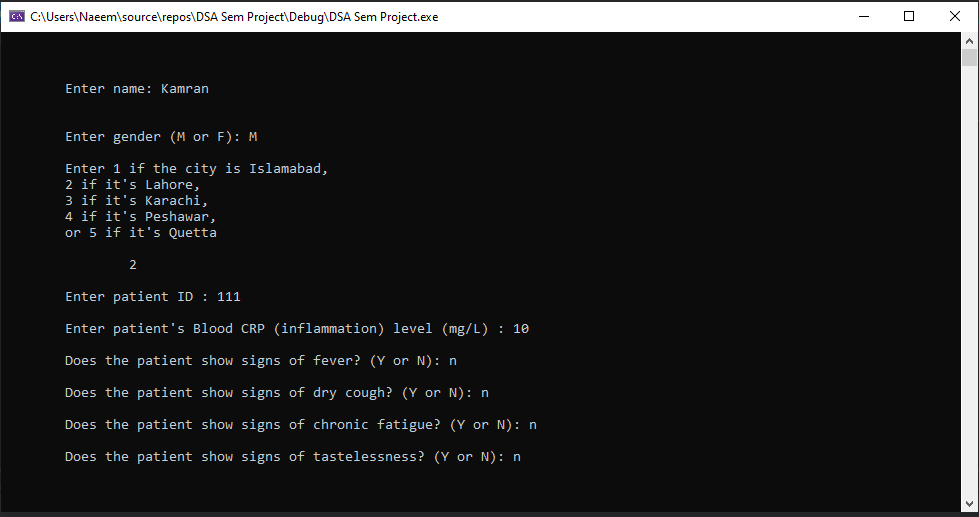 C:\Users\Naeem\source\repos\DSA Sem Project\Debug\DSA Sem Project.exe
Enter name: Kamran
Enter gender (M or F): M
Enter 1 if the city is Islamabad,
2 if it's Lahore,
3 if it's Karachi,
4 if it's Peshawar,
or 5 if it's Quetta
2
Enter patient ID : 111
Enter patient's Blood CRP (inflammation) level (mg/L) : 10
Does the patient show signs of fever? (Y or N): n
Does the patient show signs of dry cough? (Y or N): n
Does the patient show signs of chronic fatigue? (Y or N): n
Does the patient show signs of tastelessness? (Y or N): n